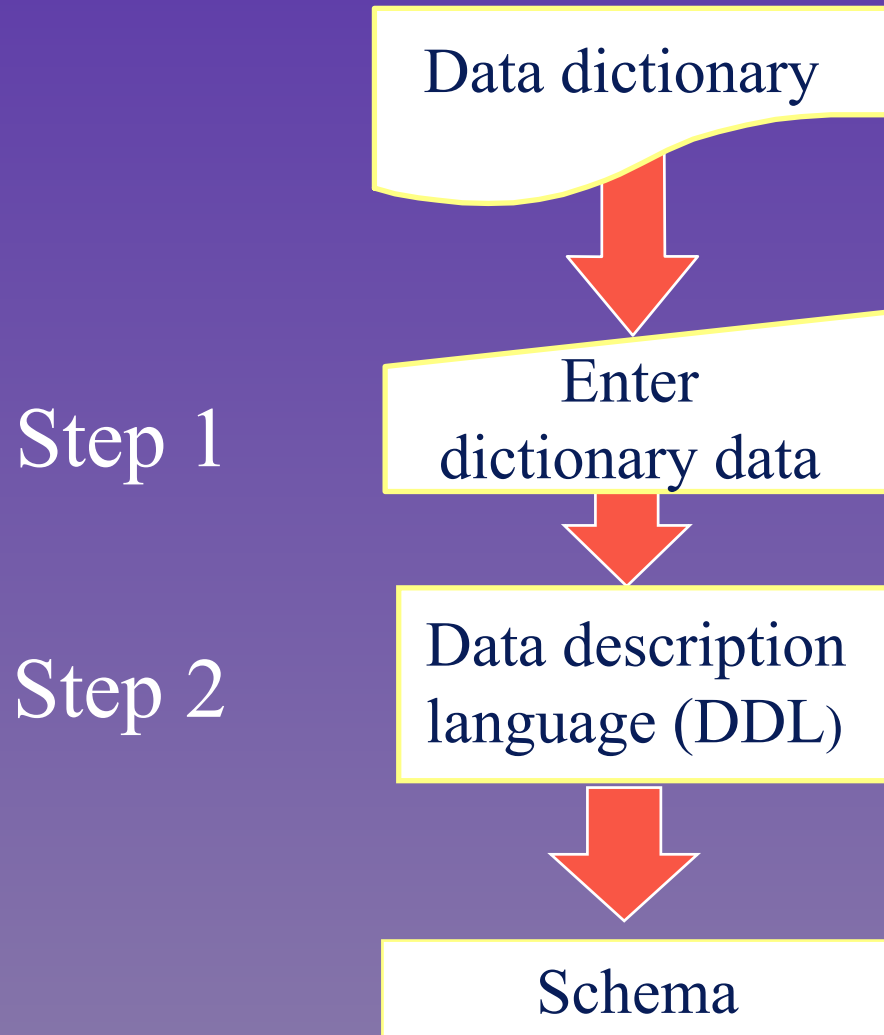 Data dictionary
Step 1
Enter
dictionary data
Step 2
Data description
language (DDL)
Schema